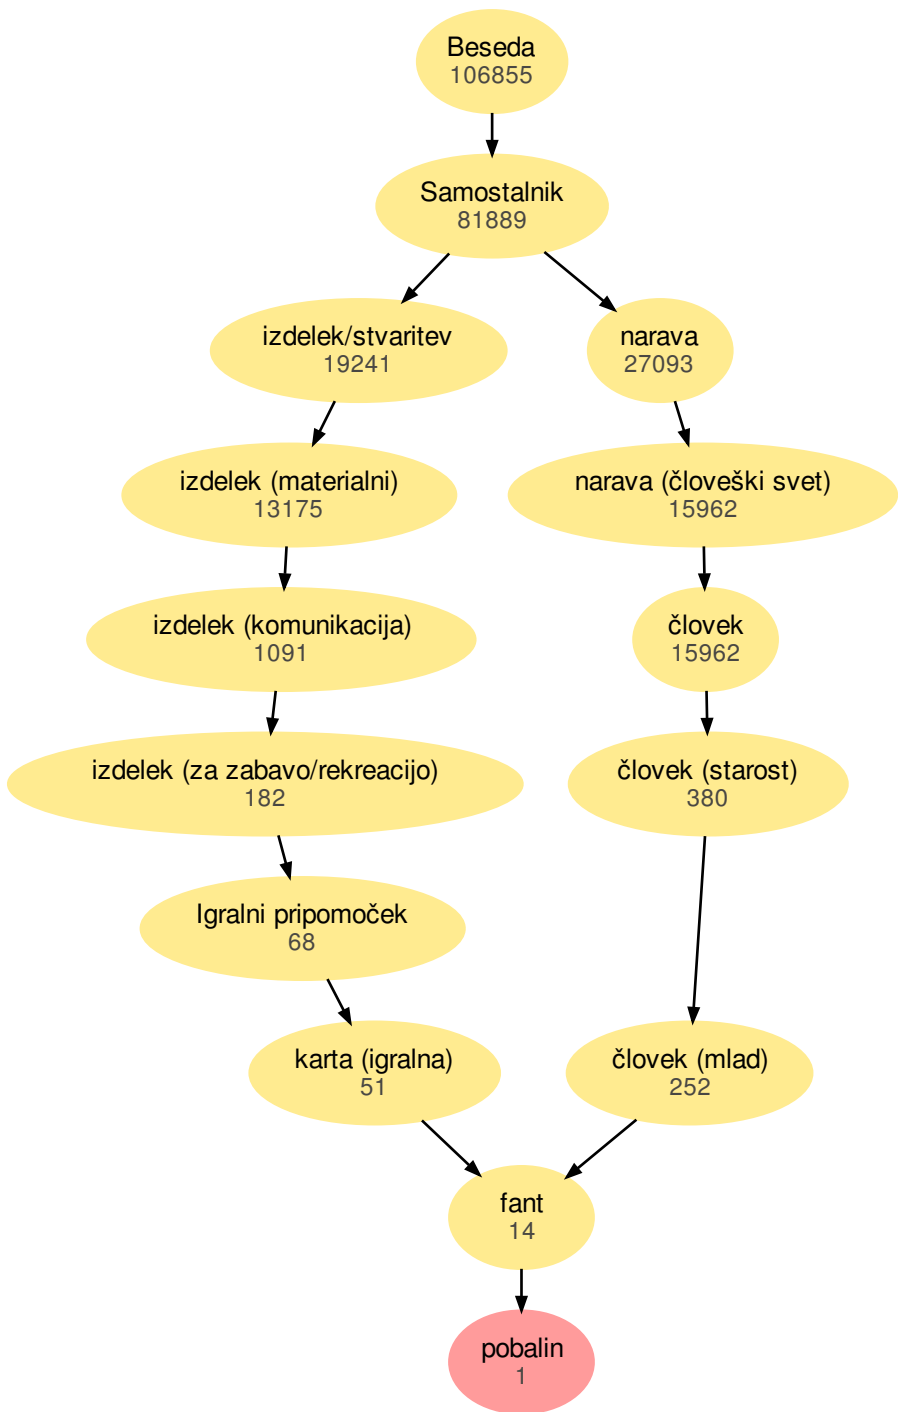 Beseda
106855
Samostalnik
81889
izdelek/stvaritev
19241
narava
27093
izdelek (materialni)
13175
narava (človeški svet)
15962
izdelek (komunikacija)
1091
človek
15962
izdelek (za zabavo/rekreacijo)
182
človek (starost)
380
Igralni pripomoček
68
karta (igralna)
51
človek (mlad)
252
fant
14
pobalin
1